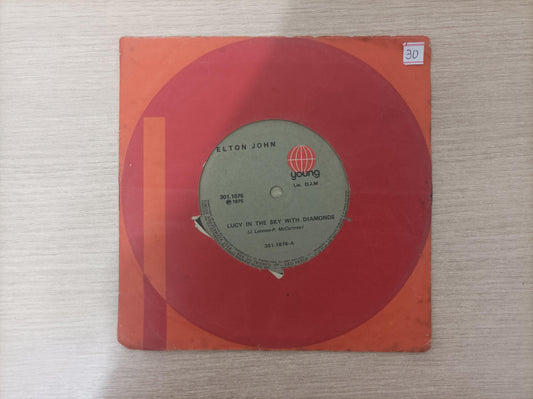 30
ELTON JOHN
young
Lic. D.J.M
301.1076
℗ 1975
LUCY IN THE SKY WITH DIAMONDS
(J. Lennon-P. McCartney)
301.1076-A